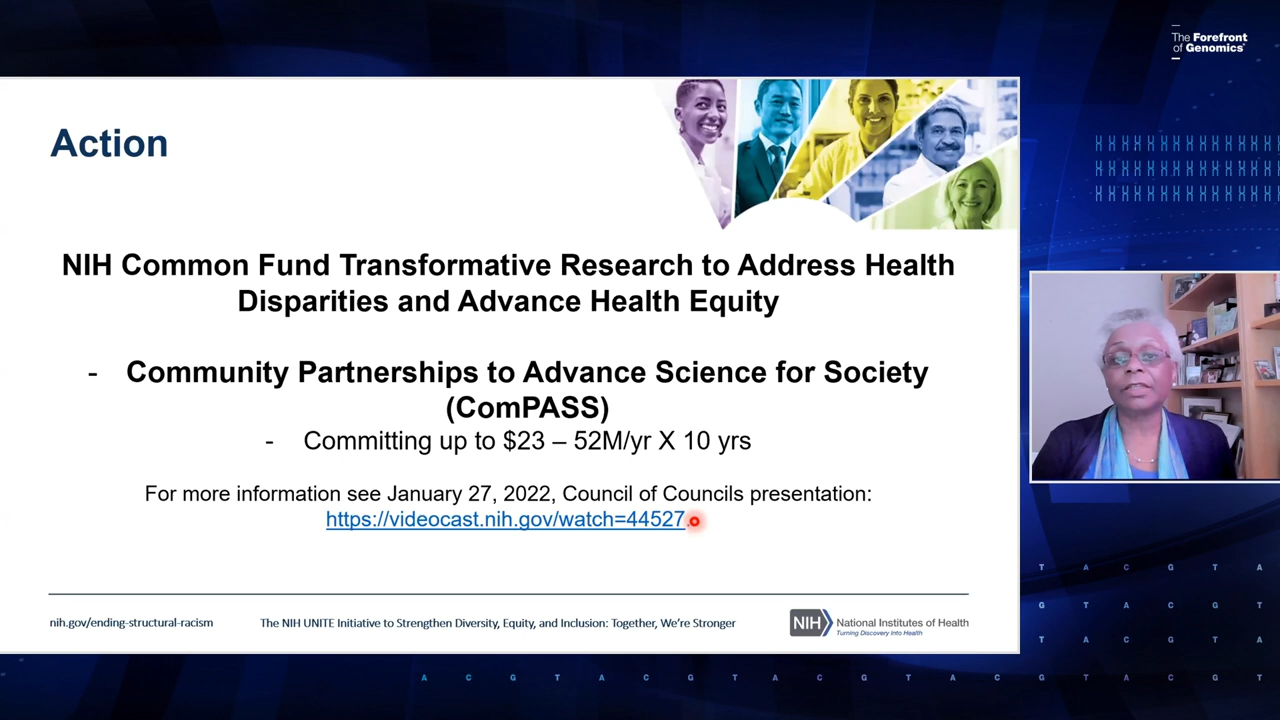 The Forefront
of Genomics
Action
NIH Common Fund Transformative Research to Address Health
Disparities and Advance Health Equity
- Community Partnerships to Advance Science for Society
(ComPASS)
- Committing up to $23 – 52M/yr X 10 yrs
For more information see January 27, 2022, Council of Councils presentation:
https://videocast.nih.gov/watch=44527
nih.gov/ending-structural-racism
The NIH UNITE Initiative to Strengthen Diversity, Equity, and Inclusion: Together, We're Stronger
NIH National Institutes of Health
Turning Discovery Into Health
T A C G T A
G T A C G T
T A C G T A
A C G T A C G T A C G T A C G T A C G T